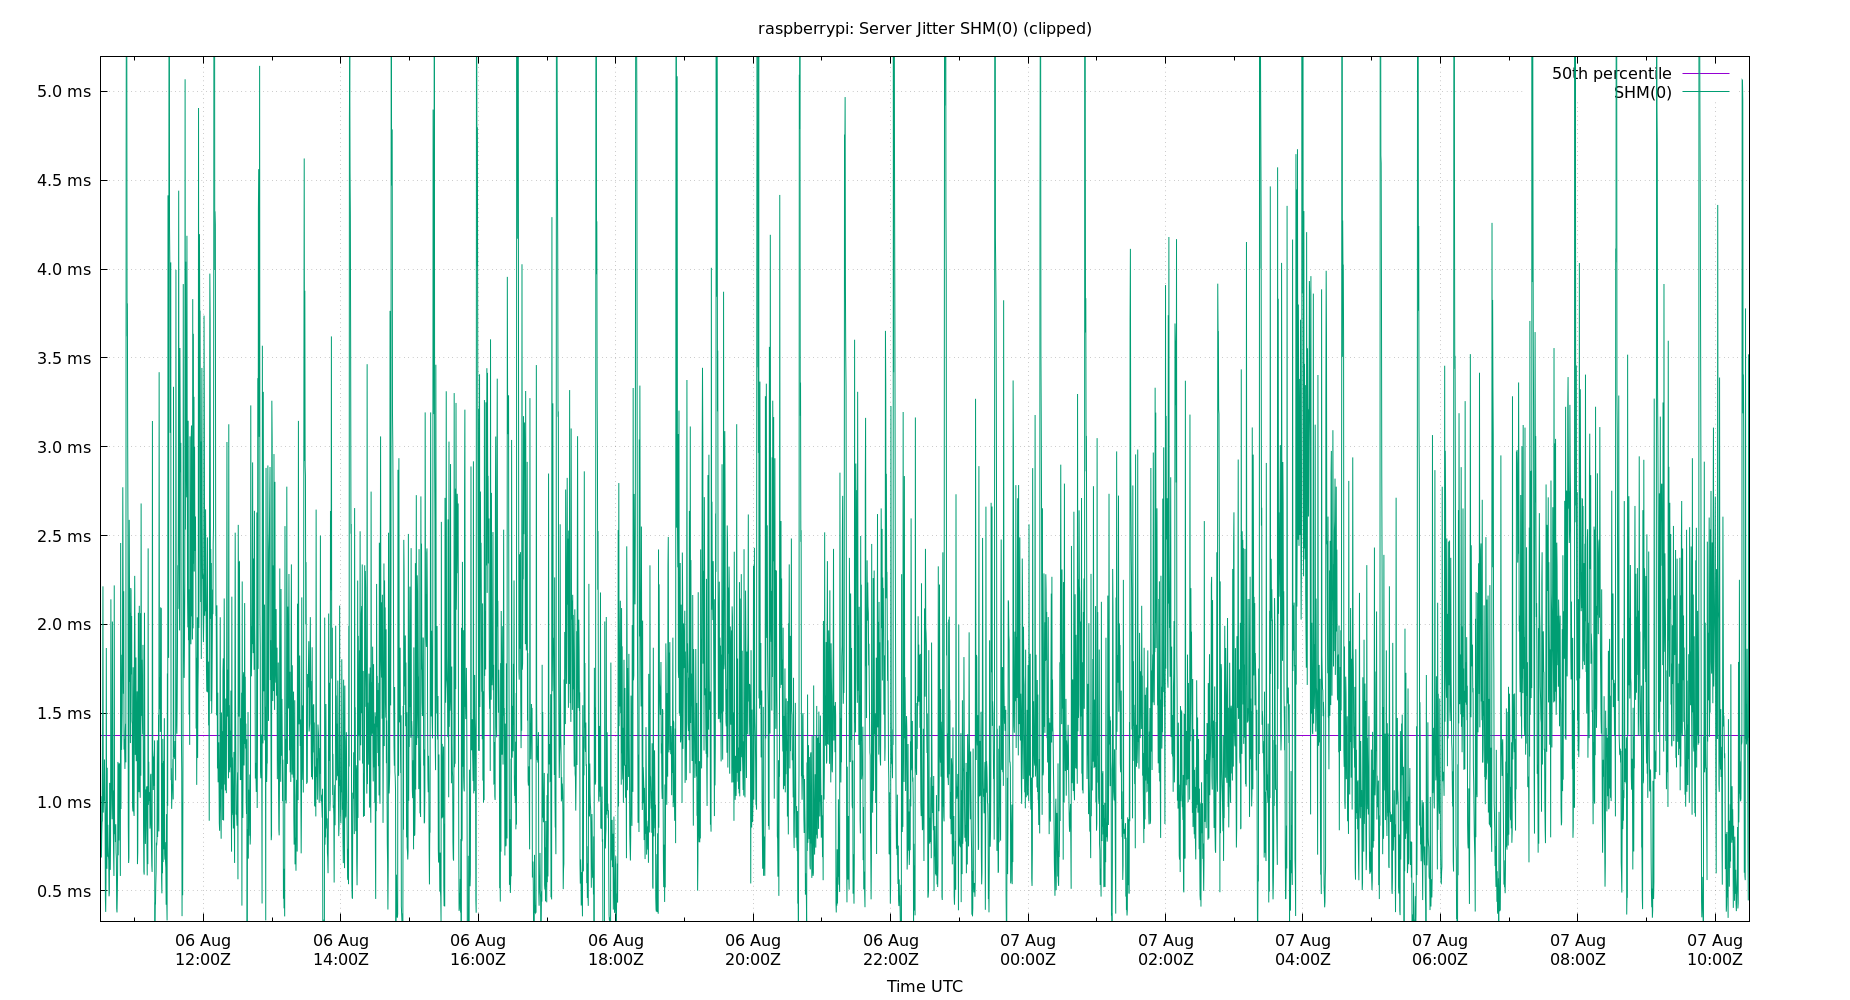 raspberrypi: Server Jitter SHM(0) (clipped)
50th percentile
SHM(0)
5.0 ms
4.5 ms
4.0 ms
3.5 ms
3.0 ms
2.5 ms
2.0 ms
1.5 ms
1.0 ms
0.5 ms
06 Aug 06 Aug 06 Aug 06 Aug 06 Aug 06 Aug 07 Aug 07 Aug 07 Aug 07 Aug 07 Aug 07 Aug
12:00Z 14:00Z 16:00Z 18:00Z 20:00Z 22:00Z 00:00Z 02:00Z 04:00Z 06:00Z 08:00Z 10:00Z
Time UTC